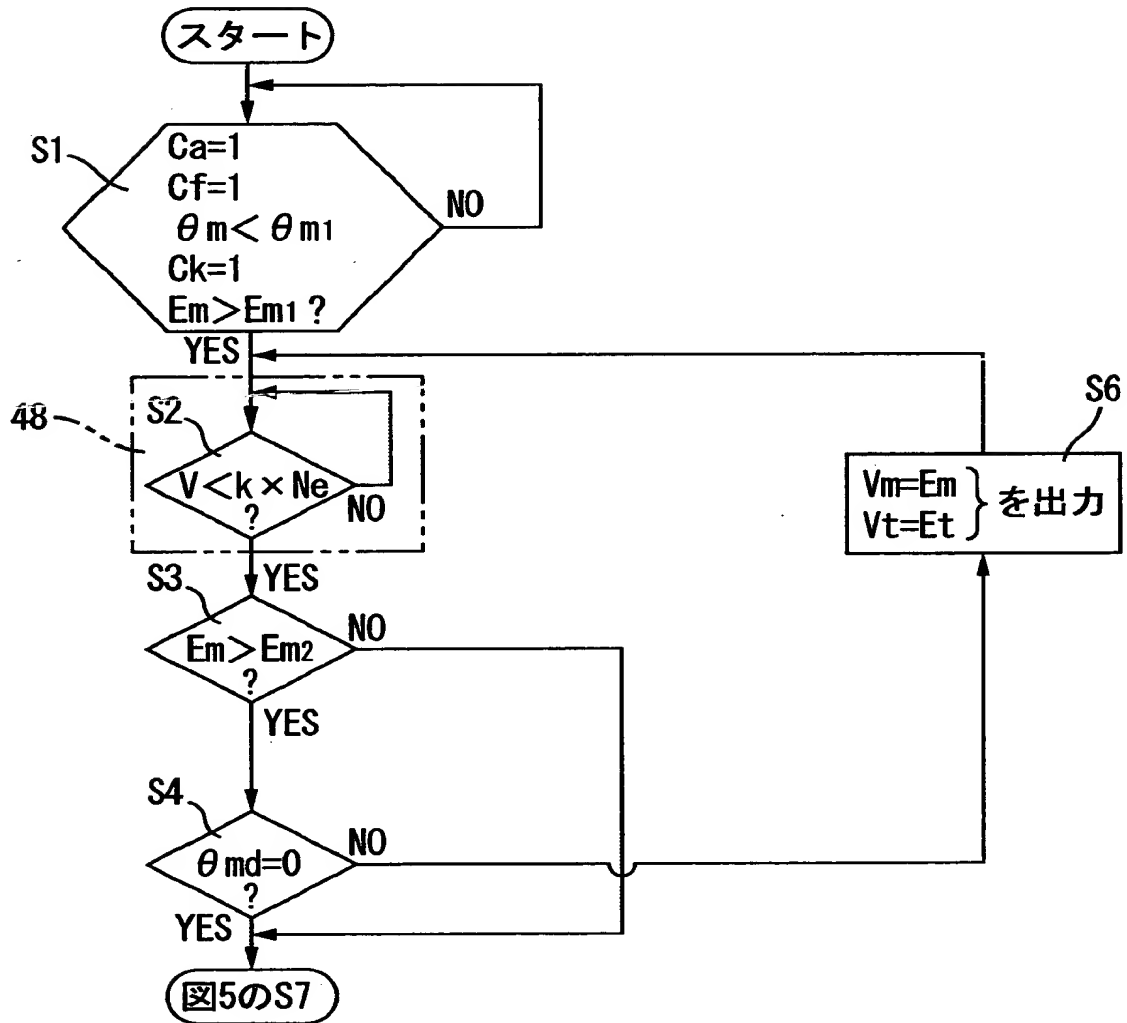 スタート
S1
Ca=1
Cf=1
θm<θm1
Ck=1
Em>Em1?
NO
YES
48
S2
V<k×Ne
?
NO
YES
S6
Vm=Em
Vt=Et
を出力
S3
Em>Em2
?
NO
YES
S4
θmd=0
?
NO
YES
図5のS7